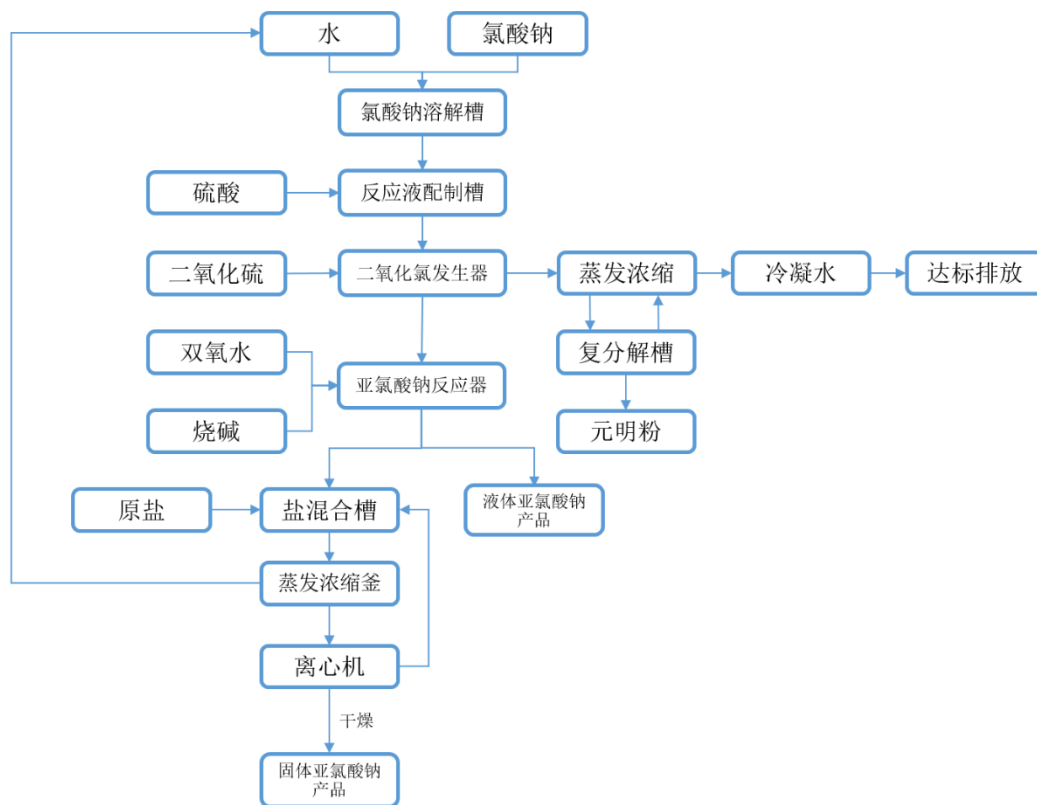 水
氯酸钠
氯酸钠溶解槽
硫酸
反应液配制槽
二氧化硫
二氧化氯发生器
蒸发浓缩
冷凝水
达标排放
双氧水
复分解槽
亚氯酸钠反应器
烧碱
元明粉
原盐
盐混合槽
液体亚氯酸钠
产品
蒸发浓缩釜
离心机
干燥
固体亚氯酸钠
产品